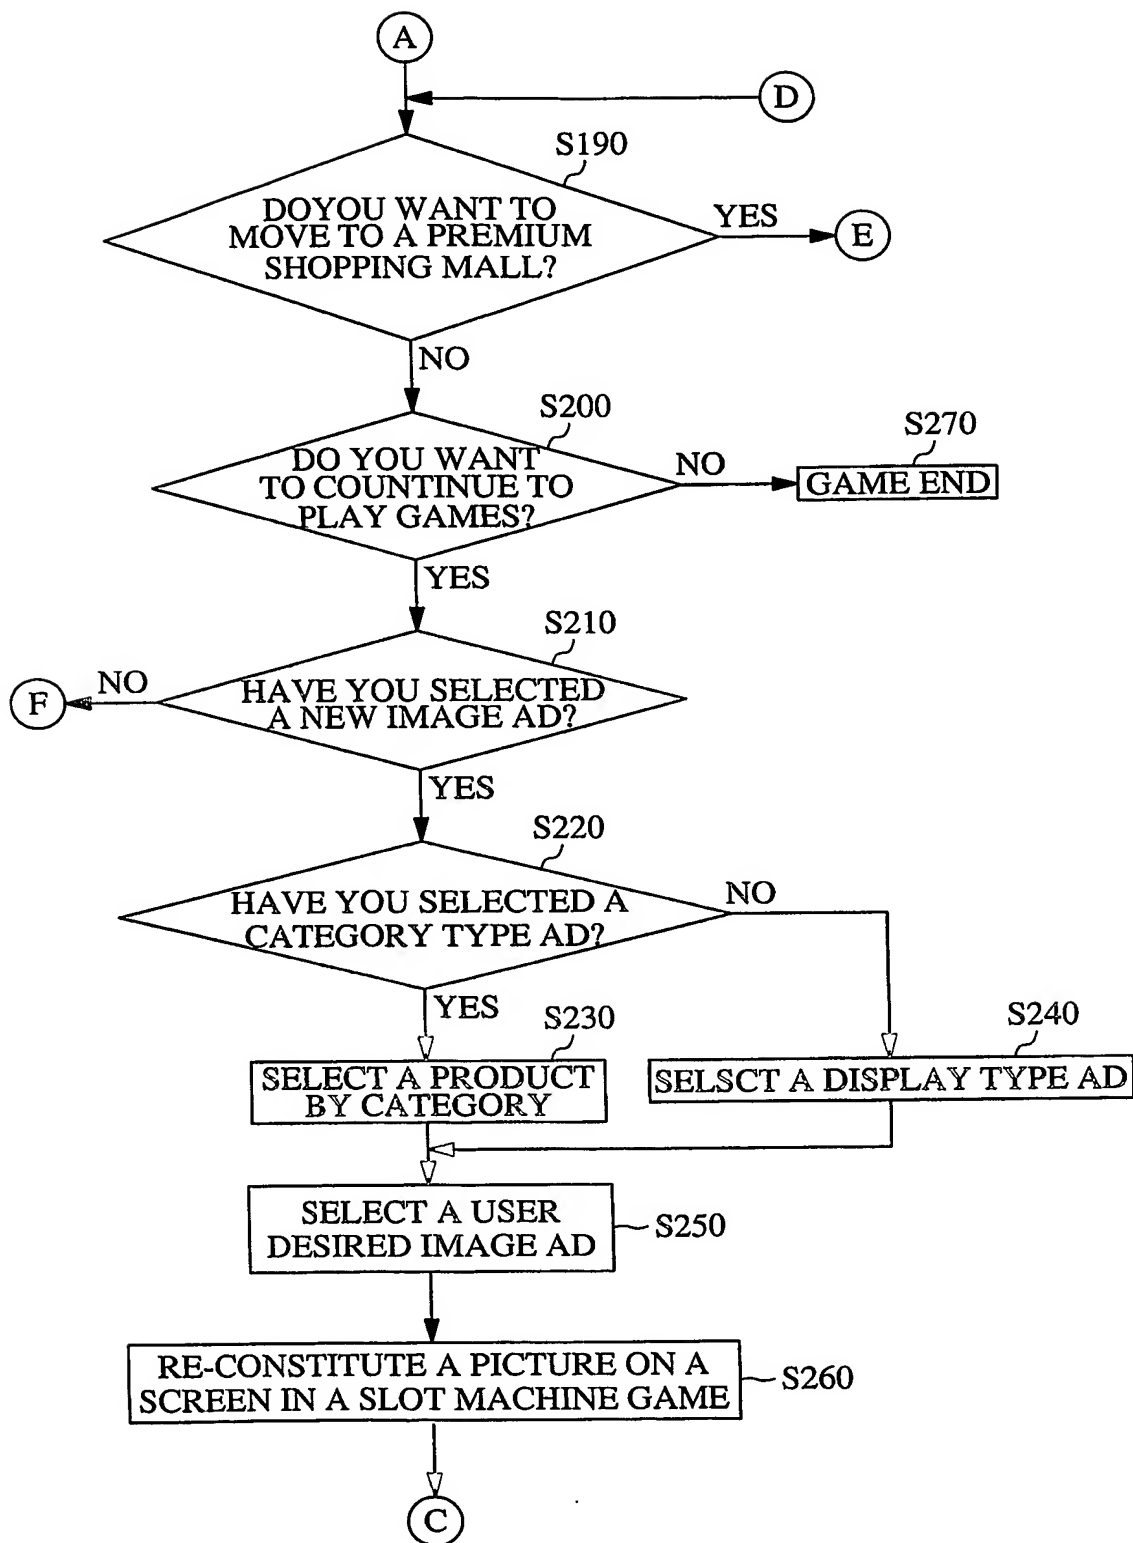 A
D
S190
DOYOU WANT TO
MOVE TO A PREMIUM
SHOPPING MALL?
YES
E
NO
S200
DO YOU WANT
TO COUNTINUE TO
PLAY GAMES?
NO
S270
GAME END
YES
S210
HAVE YOU SELECTED
A NEW IMAGE AD?
NO
F
YES
S220
HAVE YOU SELECTED A
CATEGORY TYPE AD?
NO
YES
S230
SELECT A PRODUCT
BY CATEGORY
S240
SELSCT A DISPLAY TYPE AD
SELECT A USER
DESIRED IMAGE AD
S250
RE-CONSTITUTE A PICTURE ON A
SCREEN IN A SLOT MACHINE GAME
S260
C